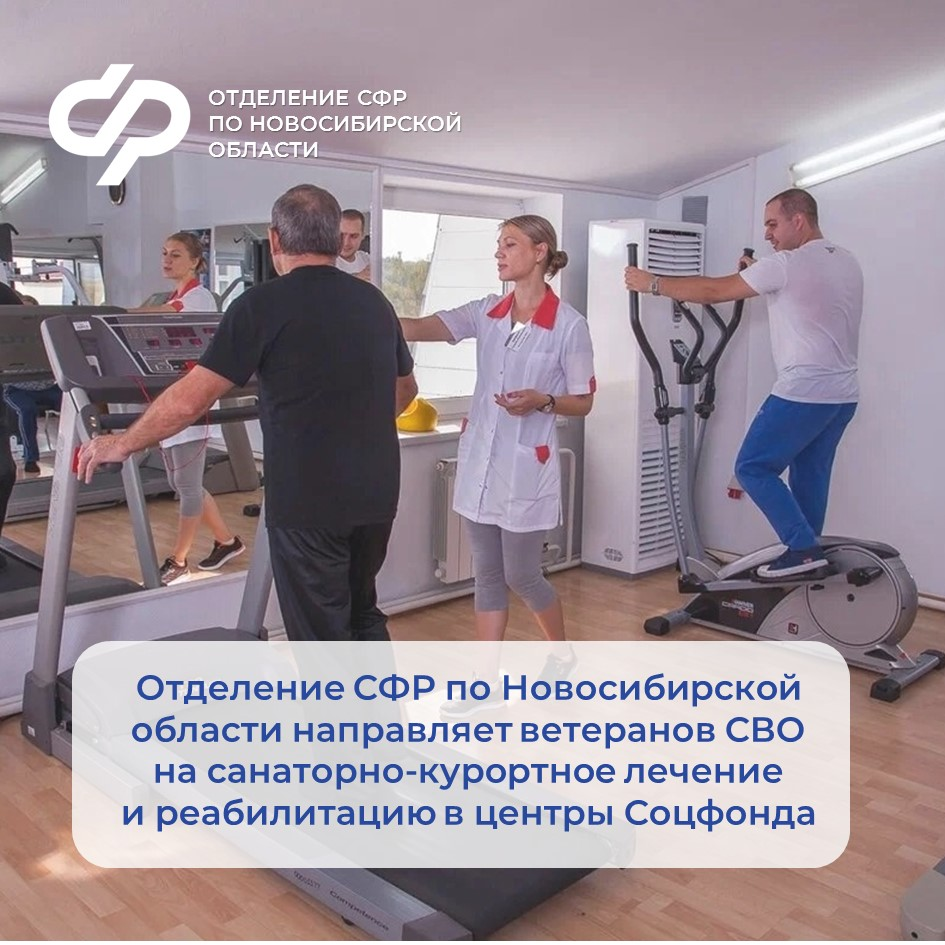 ОТДЕЛЕНИЕ СФР
ПО НОВОСИБИРСКОЙ
ОБЛАСТИ
Отделение СФР по Новосибирской
области направляет ветеранов СВО
на санаторно-курортное лечение
и реабилитацию в центры Соцфонда
Competence